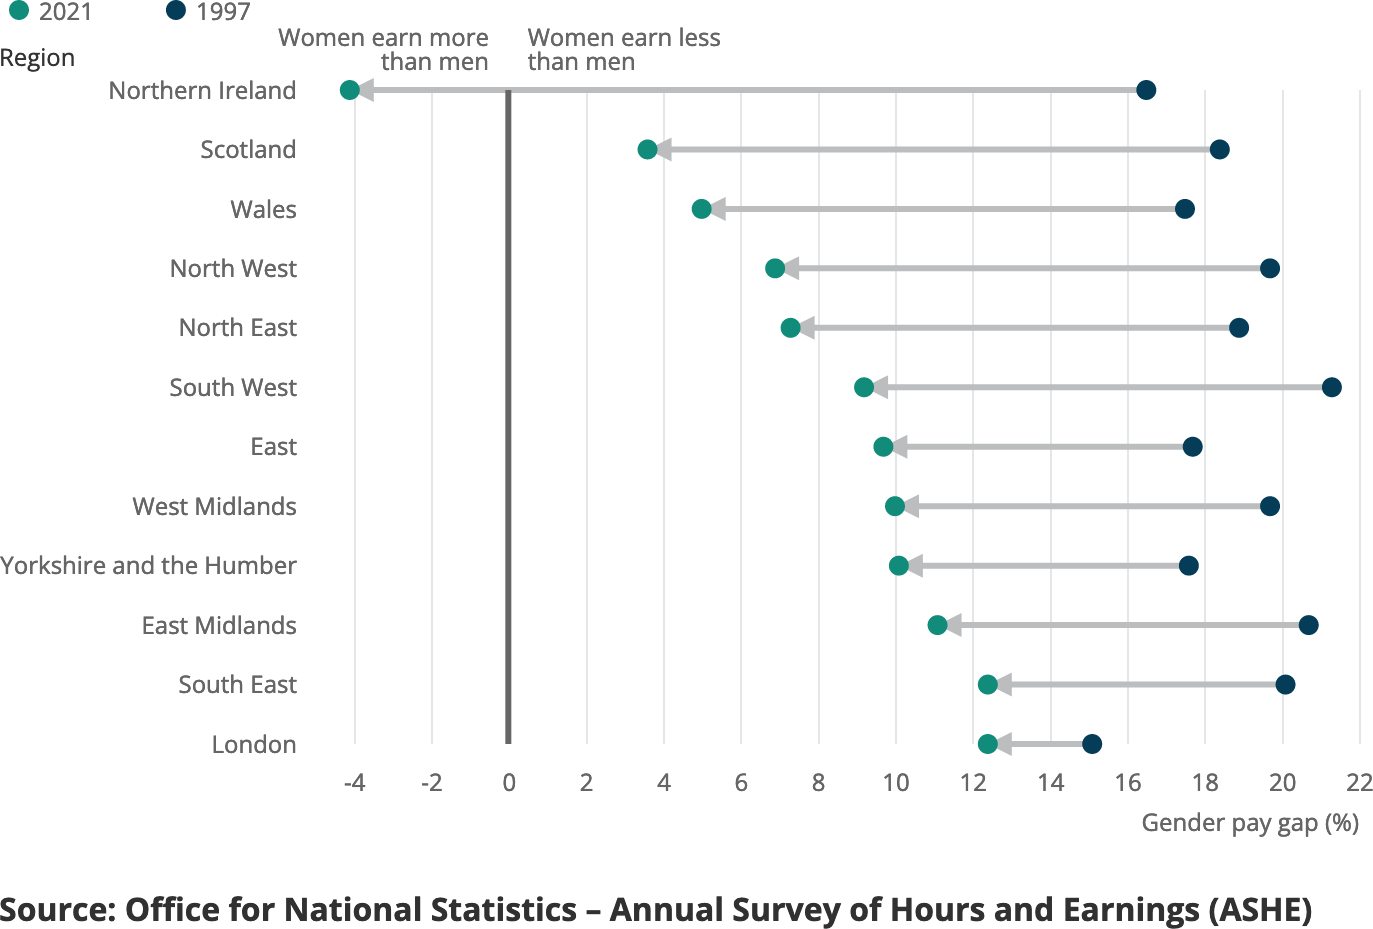 2021 1997
Women earn more Women earn less
Region
than men than men
Northern Ireland
Scotland
Wales
North West
North East
South West
East
West Midlands
Yorkshire and the Humber
East Midlands
South East
London
-4 -2 0 2 4 6 8 10 12 14 16 18 20 22
Gender pay gap (%)
Source: Office for National Statistics – Annual Survey of Hours and Earnings (ASHE)